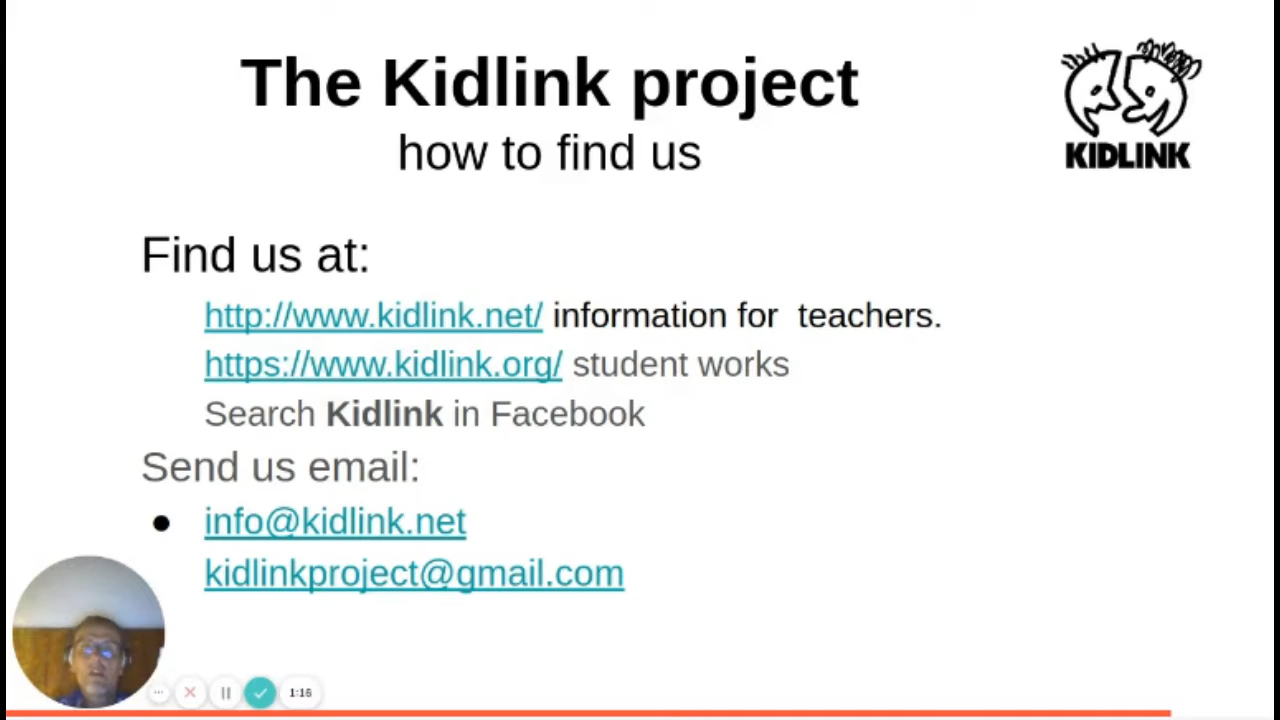 The Kidlink project
how to find us
KIDLINK
Find us at:
http://www.kidlink.net/ information for  teachers.
https://www.kidlink.org/ student works
Search Kidlink in Facebook
Send us email:
● info@kidlink.net
kidlinkproject@gmail.com
1:16